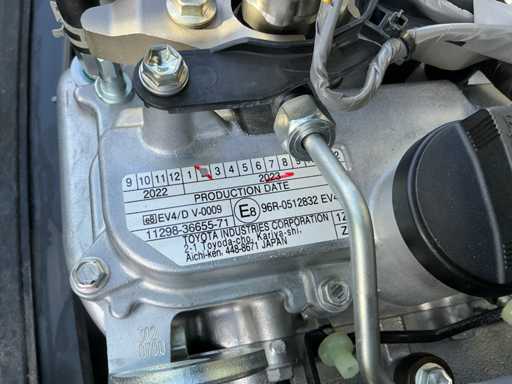 9 10 11 12 1 3 4 5 6 7 8 9
2022 2023
PRODUCTION DATE
e8 EV4/D V-0009 E8 96R-0512832 EV4
11298-36655-71
TOYOTA INDUSTRIES CORPORATION
2-1 Toyoda-cho, Kariya-shi,
Aichi-ken. 448-8671 JAPAN